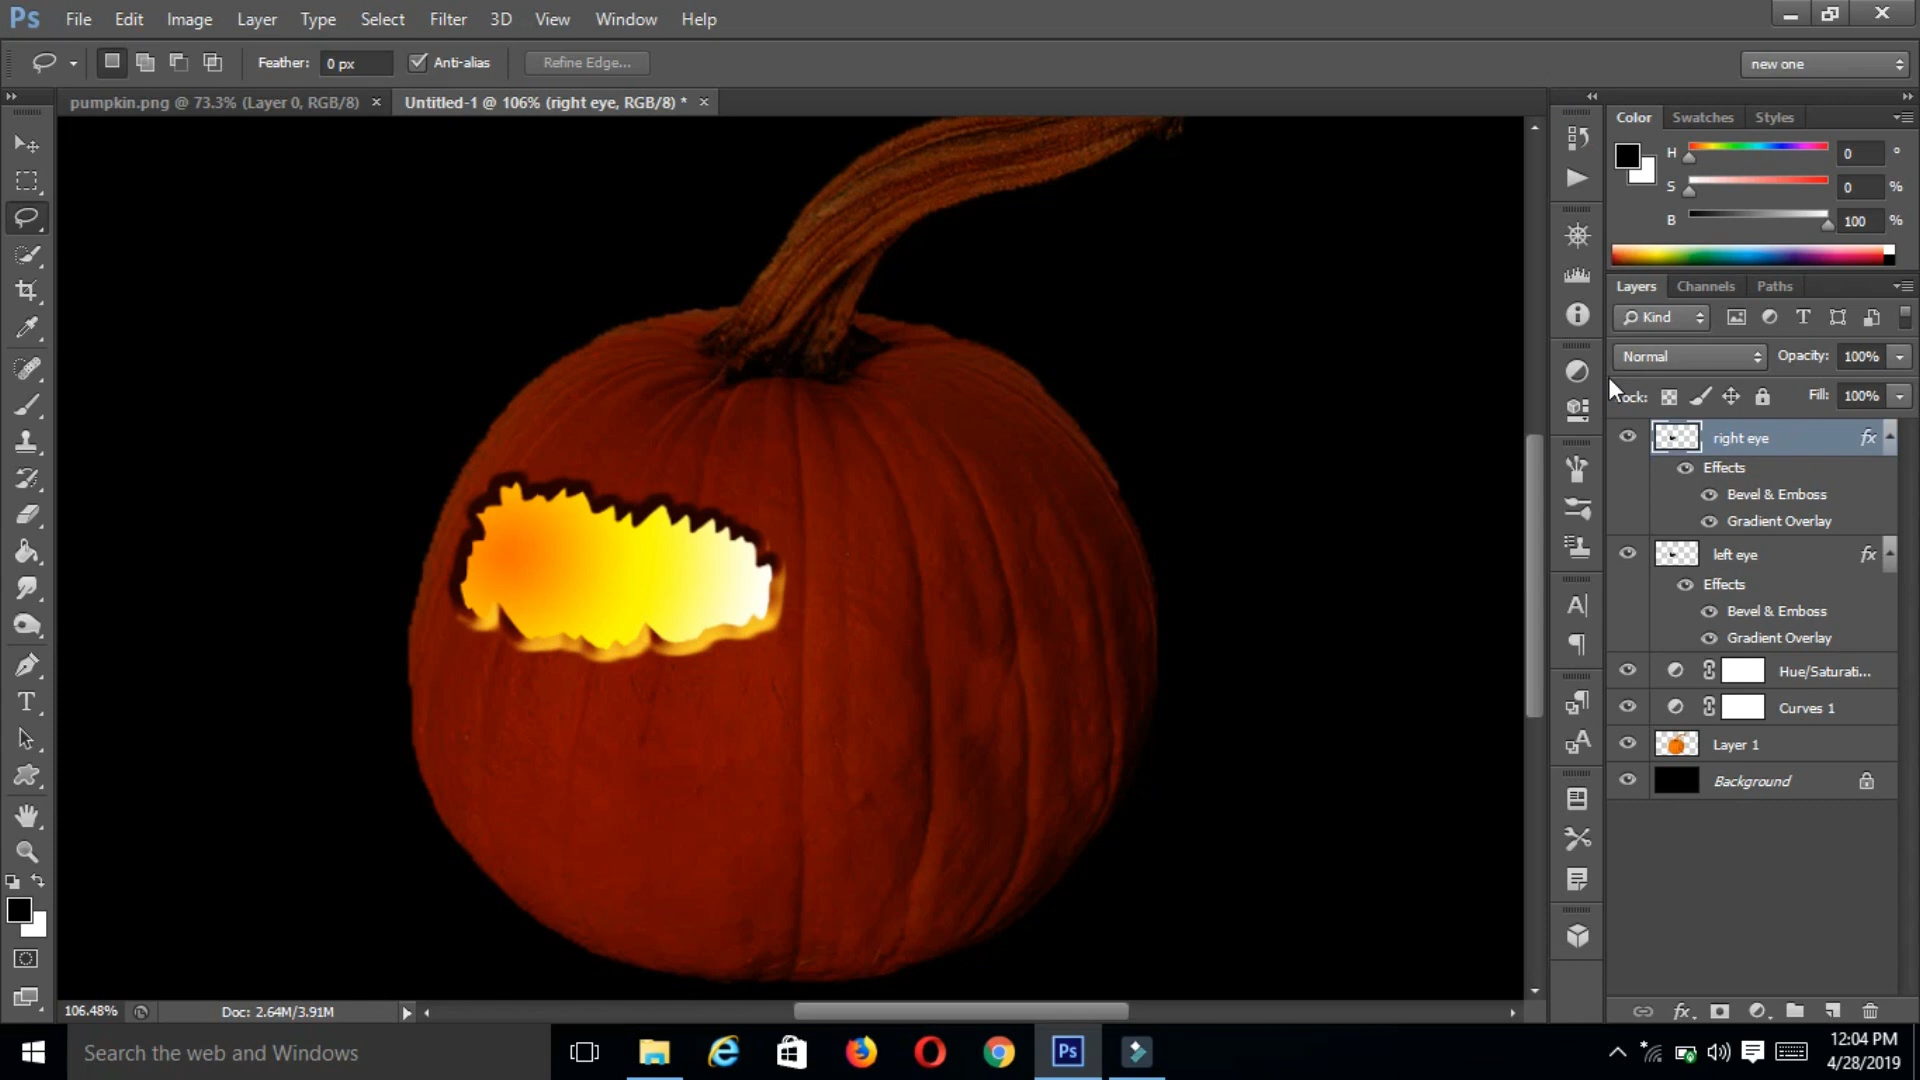 Ps File Edit Image Layer Type Select Filter 3D View Window Help
Feather: 0 px Anti-alias Refine Edge... new one
pumpkin.png @ 73.3% (Layer 0, RGB/8) × Untitled-1 @ 106% (right eye, RGB/8) * ×
Color Swatches Styles
H 0 °
S 0 %
B 100 %
Layers Channels Paths
Kind
Normal Opacity: 100%
ock: Fill: 100%
right eye fx
Effects
Bevel & Emboss
Gradient Overlay
left eye fx
Effects
Bevel & Emboss
Gradient Overlay
Hue/Saturati...
Curves 1
Layer 1
Background
106.48% Doc: 2.64M/3.91M
Search the web and Windows
Ps
12:04 PM
4/28/2019